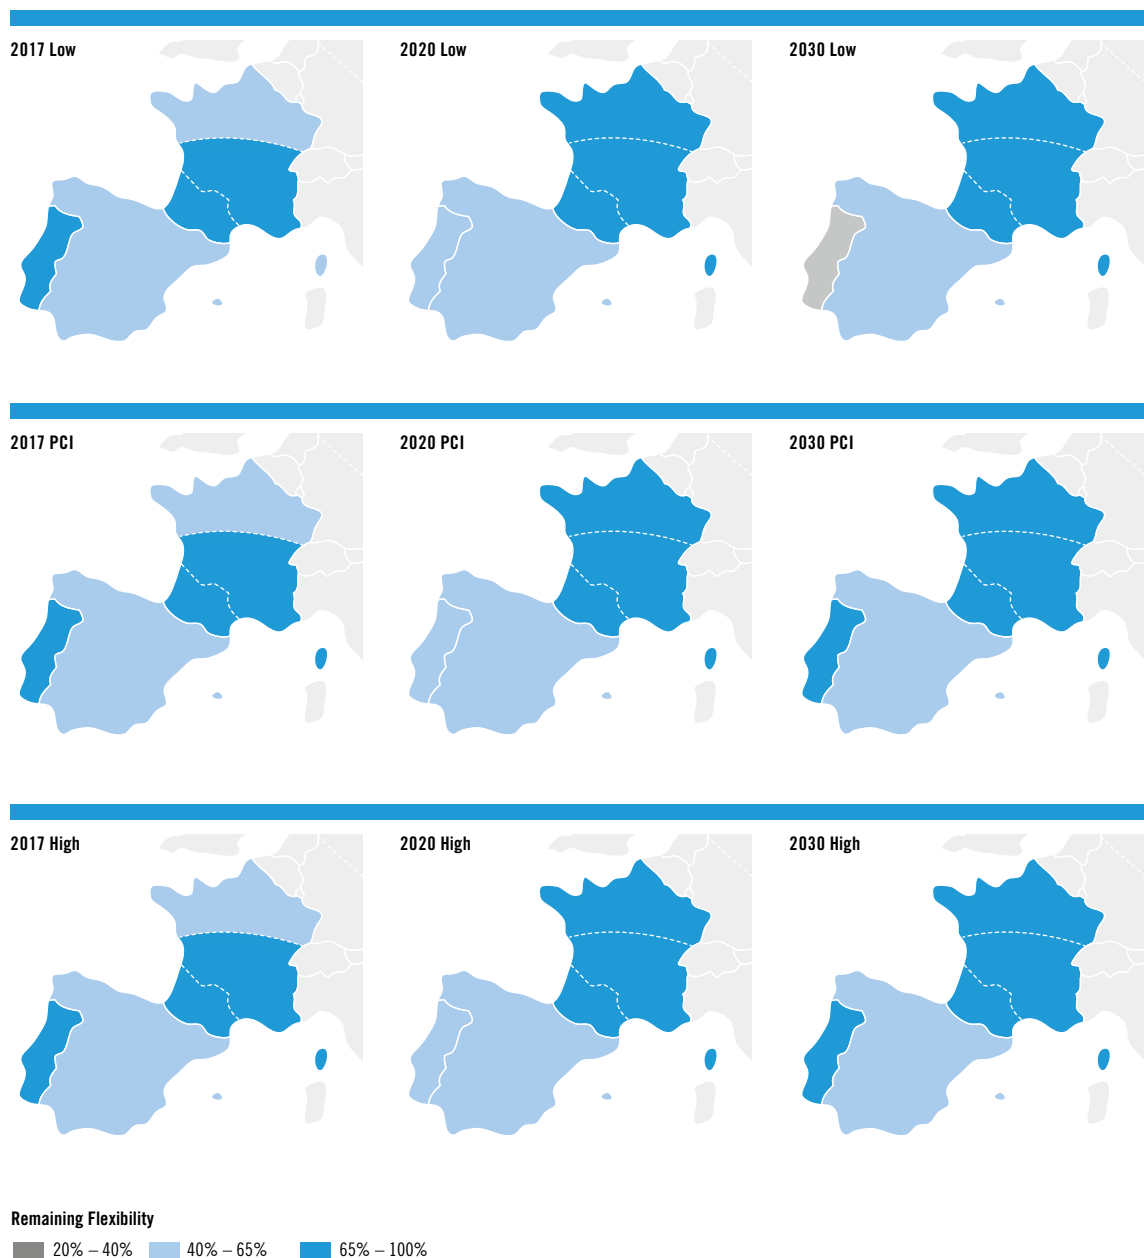 2017 Low 2020 Low 2030 Low
2017 PCI 2020 PCI 2030 PCI
2017 High 2020 High 2030 High
Remaining Flexibility
20% – 40% 40% – 65% 65% – 100%